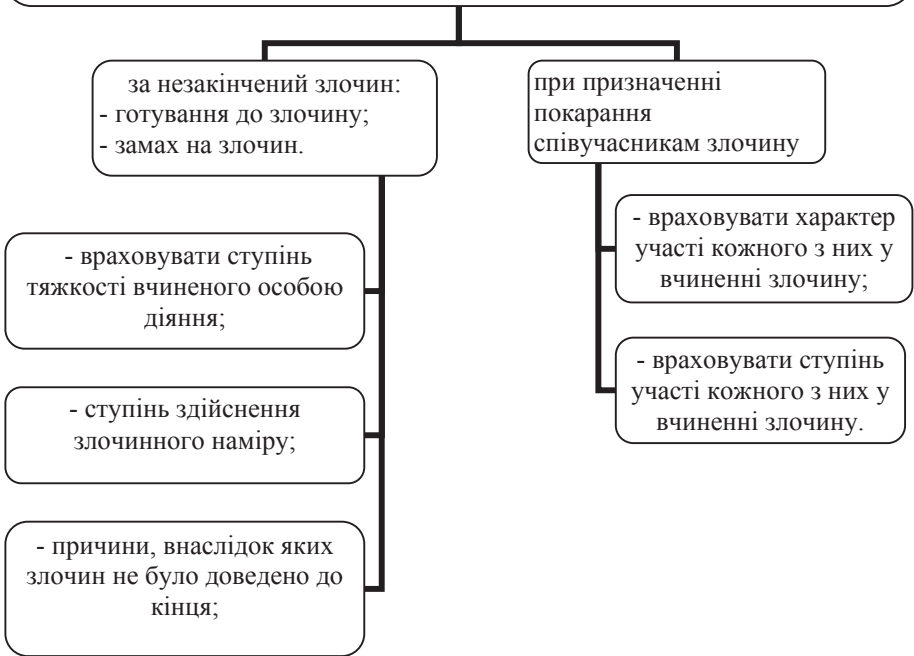 за незакінчений злочин:
- готування до злочину;
- замах на злочин.
при призначенні
покарання
співучасникам злочину
- враховувати ступінь
тяжкості вчиненого особою
діяння;
- ступінь здійснення
злочинного наміру;
- причини, внаслідок яких
злочин не було доведено до
кінця;
- враховувати характер
участі кожного з них у
вчиненні злочину;
- враховувати ступінь
участі кожного з них у
вчиненні злочину.